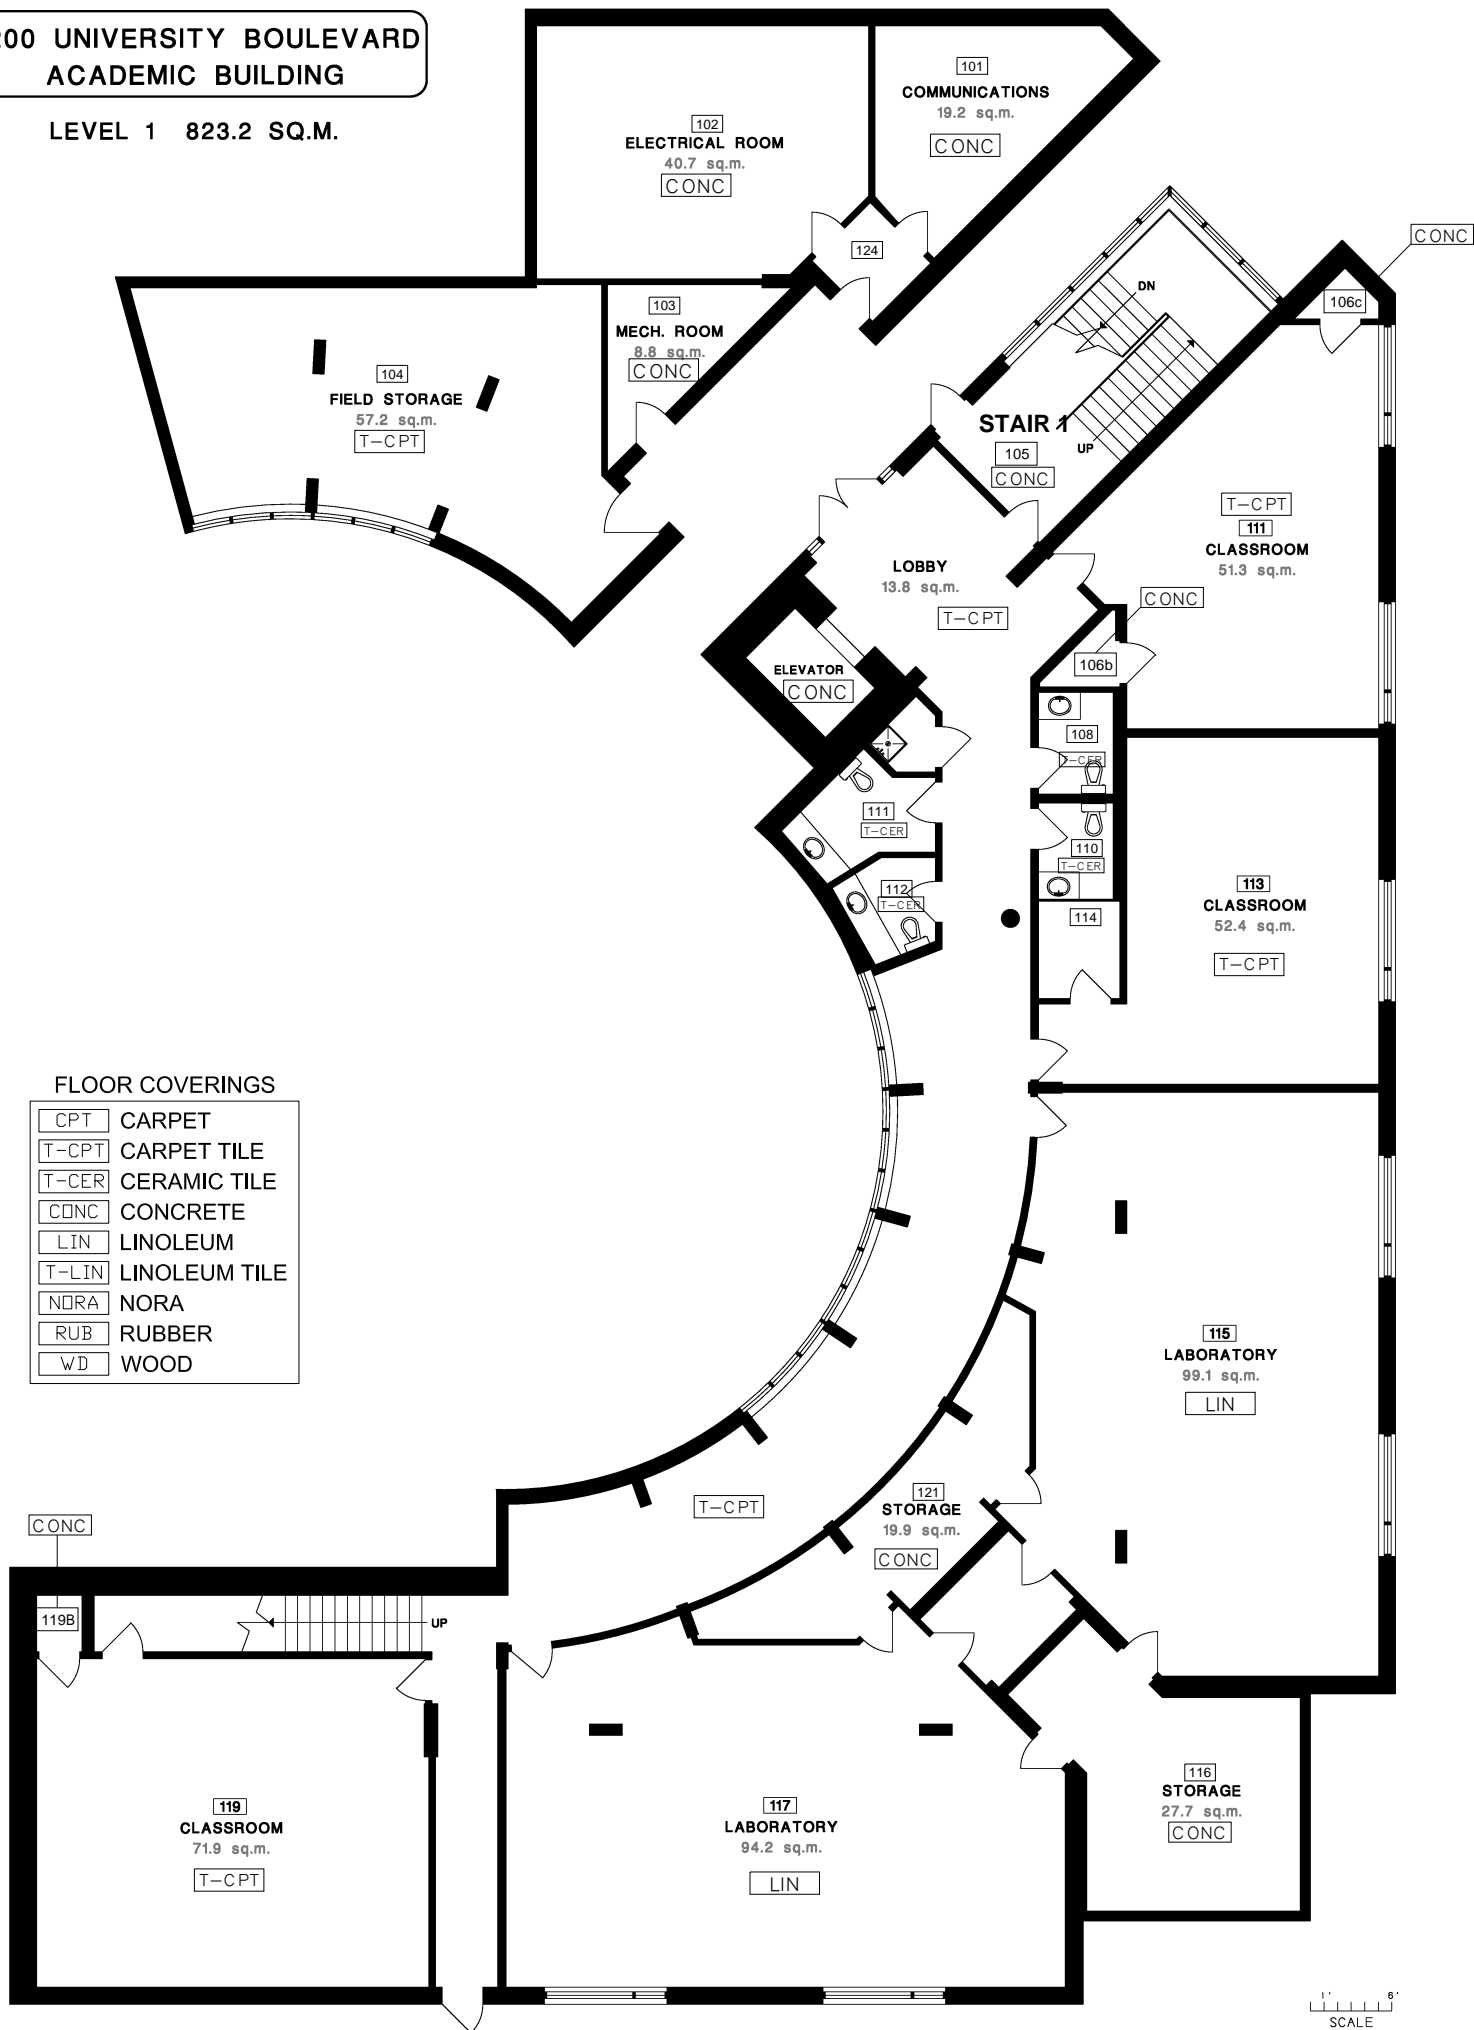 200 UNIVERSITY BOULEVARD
ACADEMIC BUILDING
LEVEL 1 823.2 SQ.M.
101
COMMUNICATIONS
19.2 sq.m.
CONC
102
ELECTRICAL ROOM
40.7 sq.m.
CONC
124
CONC
106c
DN
103
MECH. ROOM
8.8 sq.m.
CONC
104
FIELD STORAGE
57.2 sq.m.
T-CPT
STAIR 1
UP
105
CONC
T-CPT
111
CLASSROOM
51.3 sq.m.
LOBBY
13.8 sq.m.
T-CPT
CONC
106b
ELEVATOR
CONC
108
T-CER
111
T-CER
110
T-CER
112
T-CER
114
113
CLASSROOM
52.4 sq.m.
T-CPT
FLOOR COVERINGS
CPT CARPET
T-CPT CARPET TILE
T-CER CERAMIC TILE
CONC CONCRETE
LIN LINOLEUM
T-LIN LINOLEUM TILE
NORA NORA
RUB RUBBER
WD WOOD
115
LABORATORY
99.1 sq.m.
LIN
T-CPT
121
STORAGE
19.9 sq.m.
CONC
CONC
119B
UP
119
CLASSROOM
71.9 sq.m.
T-CPT
117
LABORATORY
94.2 sq.m.
LIN
116
STORAGE
27.7 sq.m.
CONC
1' 6'
SCALE